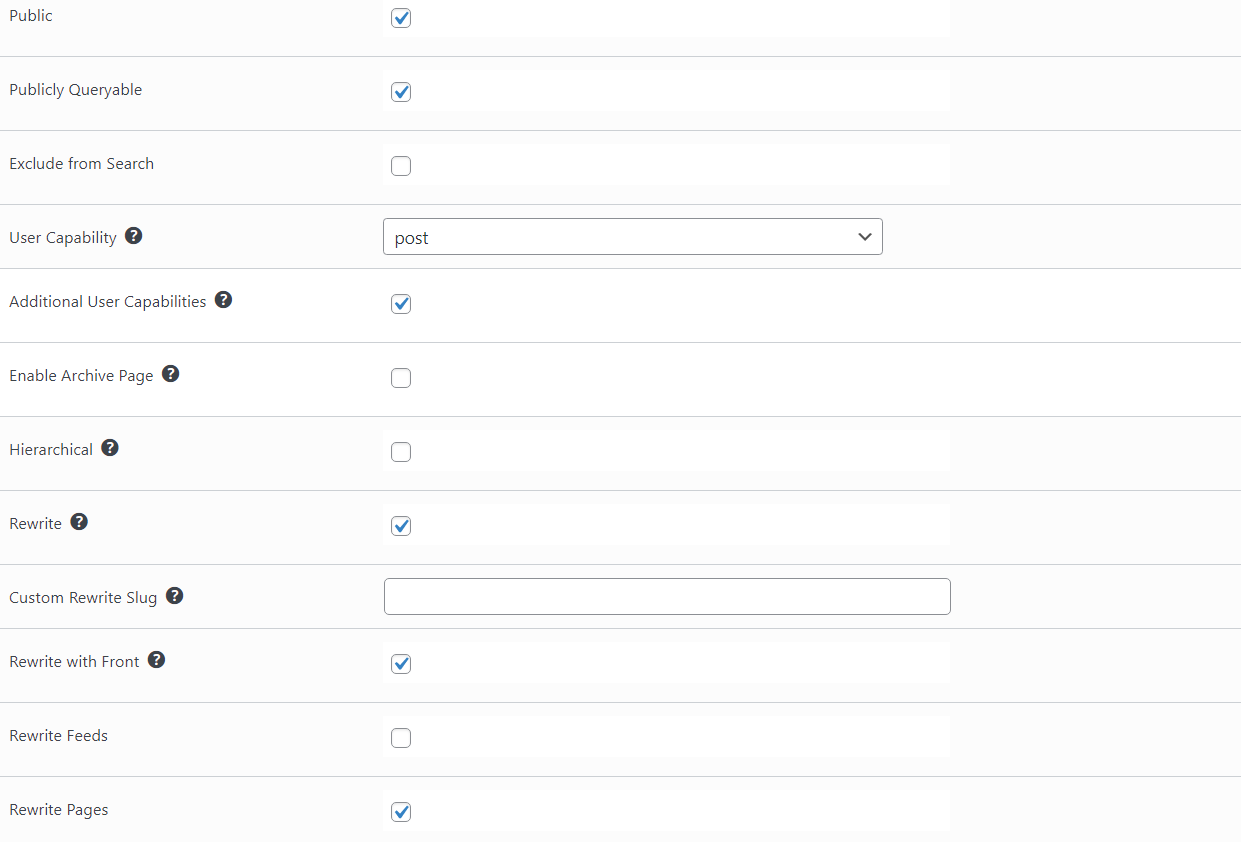 Public
Publicly Queryable
Exclude from Search
User Capability ?
post
Additional User Capabilities ?
Enable Archive Page ?
Hierarchical ?
Rewrite ?
Custom Rewrite Slug ?
Rewrite with Front ?
Rewrite Feeds
Rewrite Pages